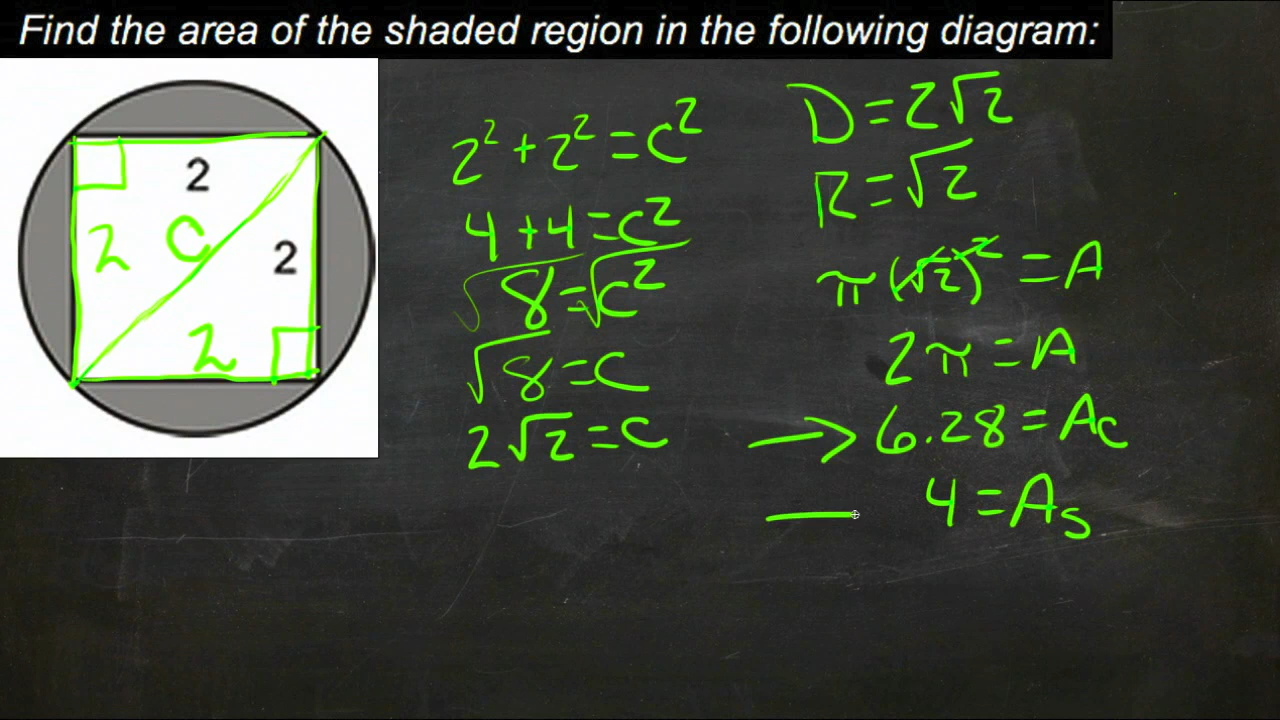 Find the area of the shaded region in the following diagram:
2
2 C 2
2
2² + 2² = C²
4 + 4 = C²
√8 = √C²
√8 = C
2√2 = C
D = 2√2
R = √2
π(√2)² = A
2π = A
→ 6.28 = Ac
— 4 = As